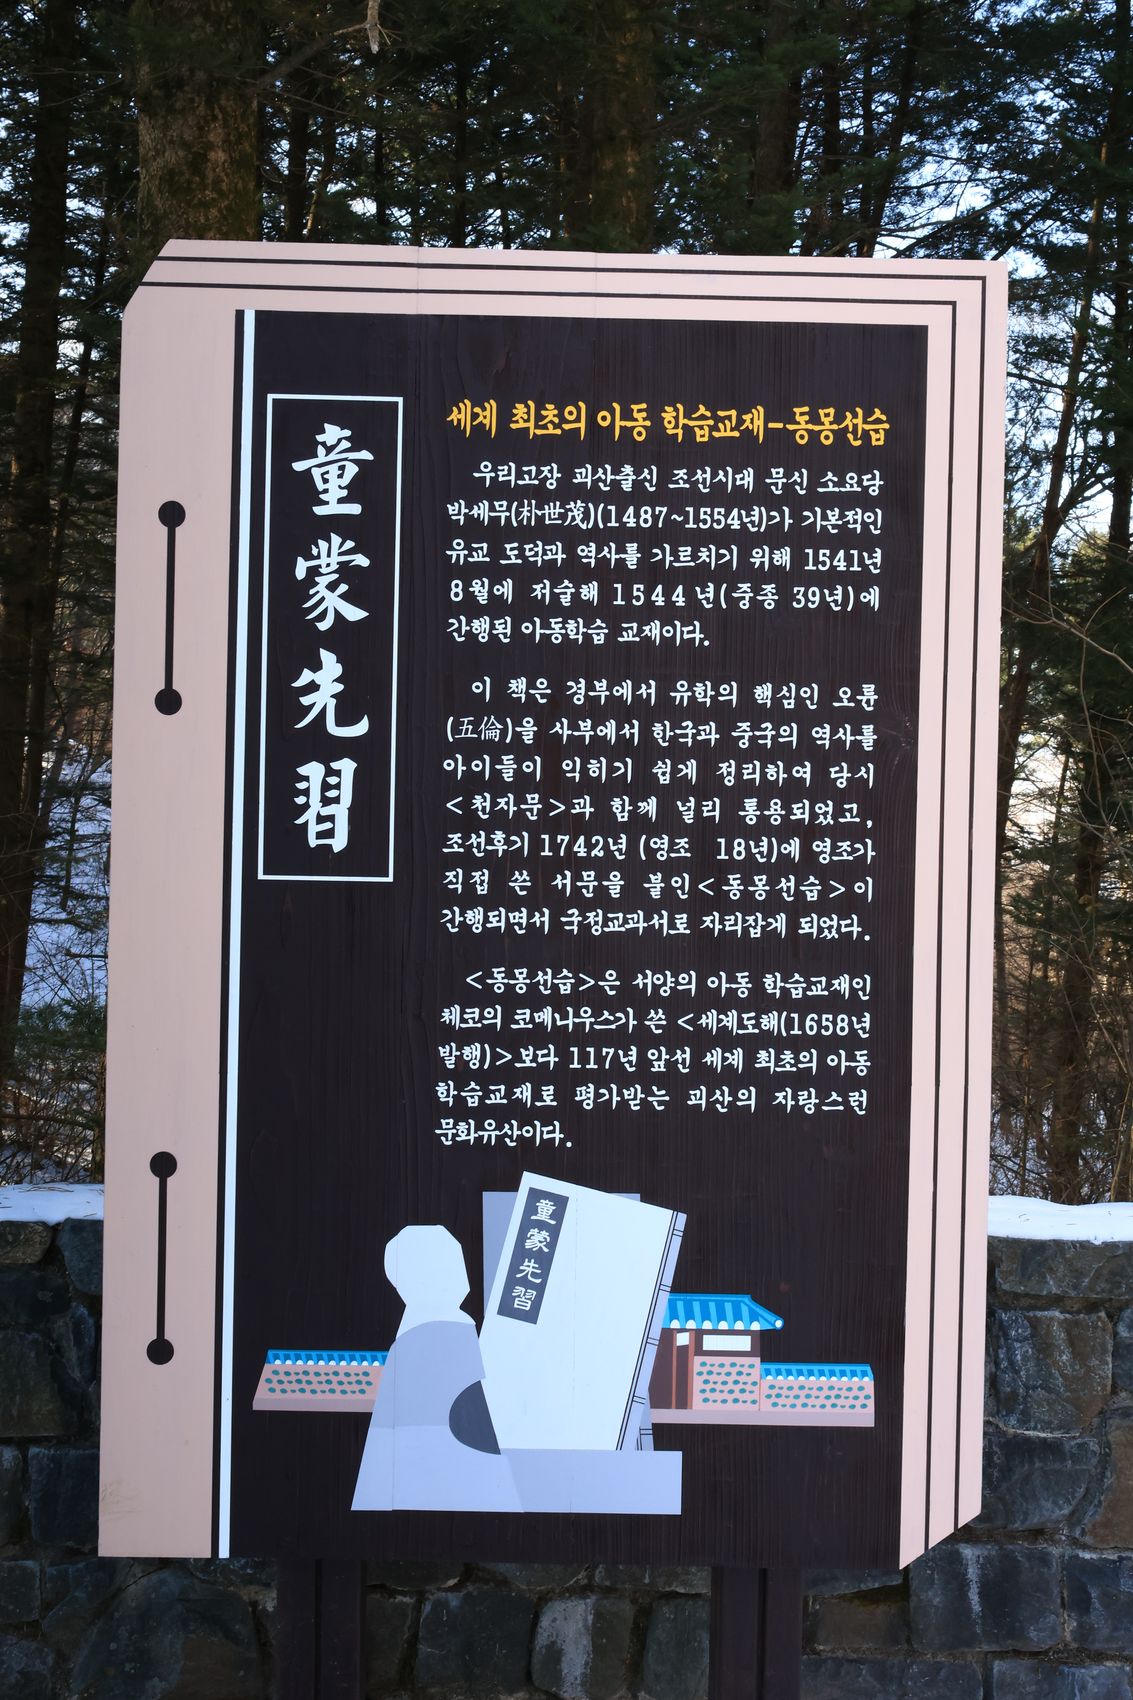 童蒙先習
세계 최초의 아동 학습교재-동몽선습
우리고장 괴산출신 조선시대 문신 소요당
박세무(朴世茂)(1487~1554년)가 기본적인
유교 도덕과 역사를 가르치기 위해 1541년
8월에 저술해 1544년(중종 39년)에
간행된 아동학습 교재이다.
이 책은 경부에서 유학의 핵심인 오륜
(五倫)을 사부에서 한국과 중국의 역사를
아이들이 익히기 쉽게 정리하여 당시
<천자문>과 함께 널리 통용되었고,
조선후기 1742년 (영조 18년)에 영조가
직접 쓴 서문을 붙인<동몽선습>이
간행되면서 국정교과서로 자리잡게 되었다.
<동몽선습>은 서양의 아동 학습교재인
체코의 코메니우스가 쓴 <세계도해(1658년
발행)>보다 117년 앞선 세계 최초의 아동
학습교재로 평가받는 괴산의 자랑스런
문화유산이다.
童蒙先習